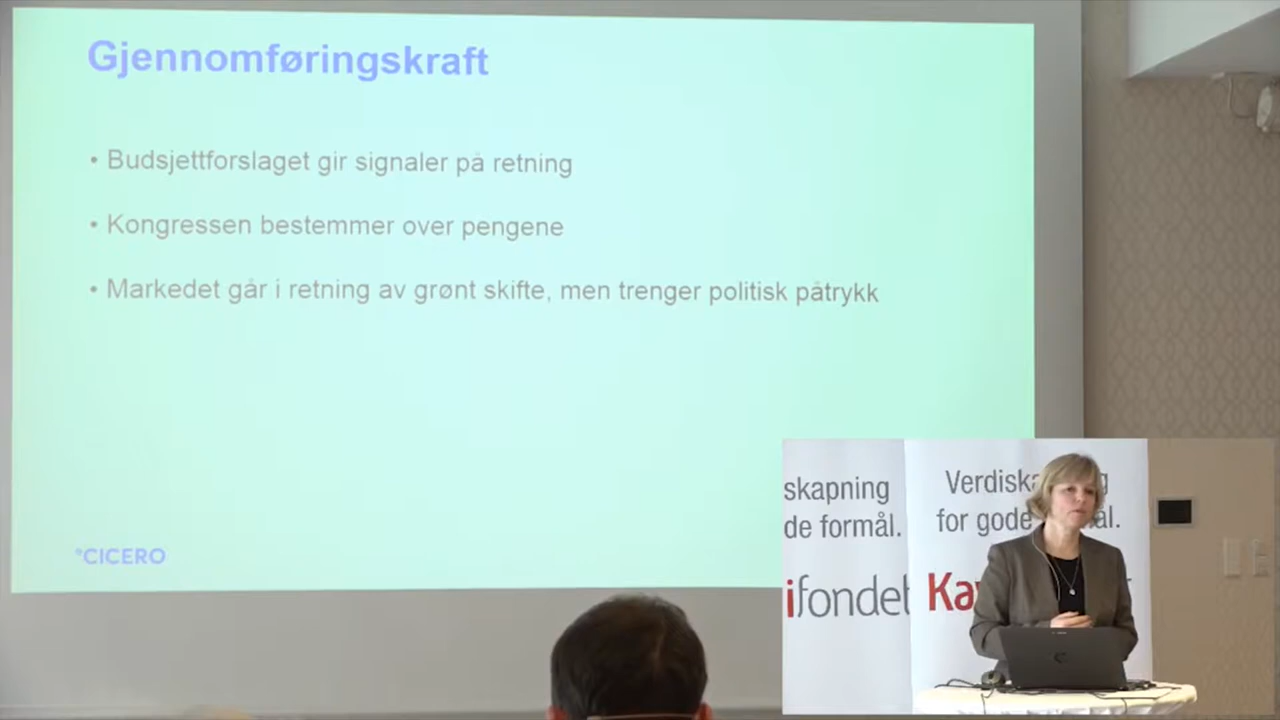 Gjennomføringskraft
• Budsjettforslaget gir signaler på retning
• Kongressen bestemmer over pengene
• Markedet går i retning av grønt skifte, men trenger politisk påtrykk
°CICERO
skapning
de formål.
ifondet
Verdiska
for gode
ål.
Ka